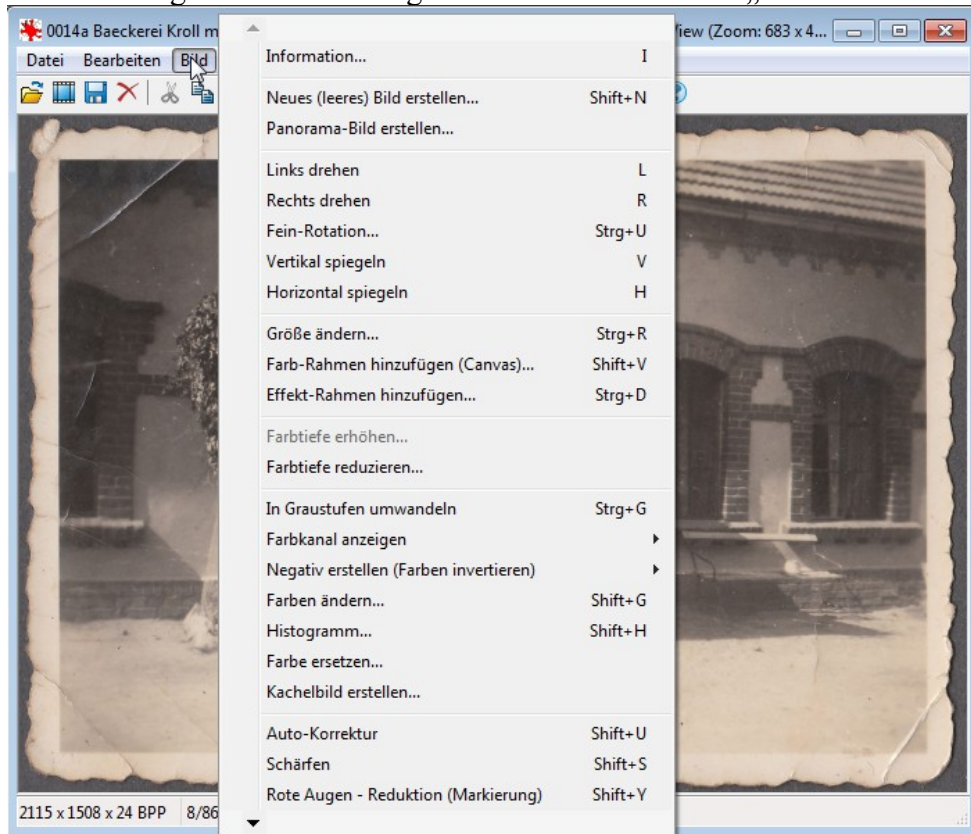 0014a Baeckerei Kroll m
View (Zoom: 683 x 4...
Datei Bearbeiten Bild
Information... I
Neues (leeres) Bild erstellen... Shift+N
Panorama-Bild erstellen...
Links drehen L
Rechts drehen R
Fein-Rotation... Strg+U
Vertikal spiegeln V
Horizontal spiegeln H
Größe ändern... Strg+R
Farb-Rahmen hinzufügen (Canvas)... Shift+V
Effekt-Rahmen hinzufügen... Strg+D
Farbtiefe erhöhen...
Farbtiefe reduzieren...
In Graustufen umwandeln Strg+G
Farbkanal anzeigen
Negativ erstellen (Farben invertieren)
Farben ändern... Shift+G
Histogramm... Shift+H
Farbe ersetzen...
Kachelbild erstellen...
Auto-Korrektur Shift+U
Schärfen Shift+S
Rote Augen - Reduktion (Markierung) Shift+Y
2115 x 1508 x 24 BPP 8/86